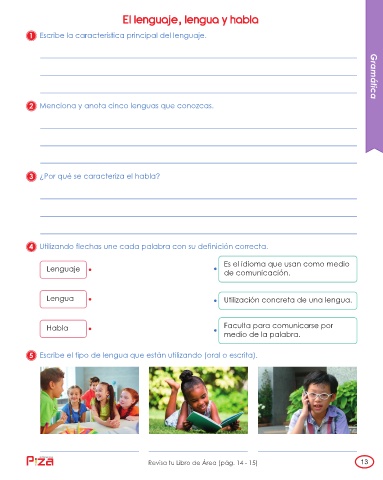 El lenguaje, lengua y habla
1 Escribe la característica principal del lenguaje.
Gramática
2 Menciona y anota cinco lenguas que conozcas.
3 ¿Por qué se caracteriza el habla?
4 Utilizando flechas une cada palabra con su definición correcta.
Lenguaje
Es el idioma que usan como medio
de comunicación.
Lengua
Utilización concreta de una lengua.
Habla
Faculta para comunicarse por
medio de la palabra.
5 Escribe el tipo de lengua que están utilizando (oral o escrita).
Piza
Revisa tu Libro de Área (pág. 14 - 15)
13